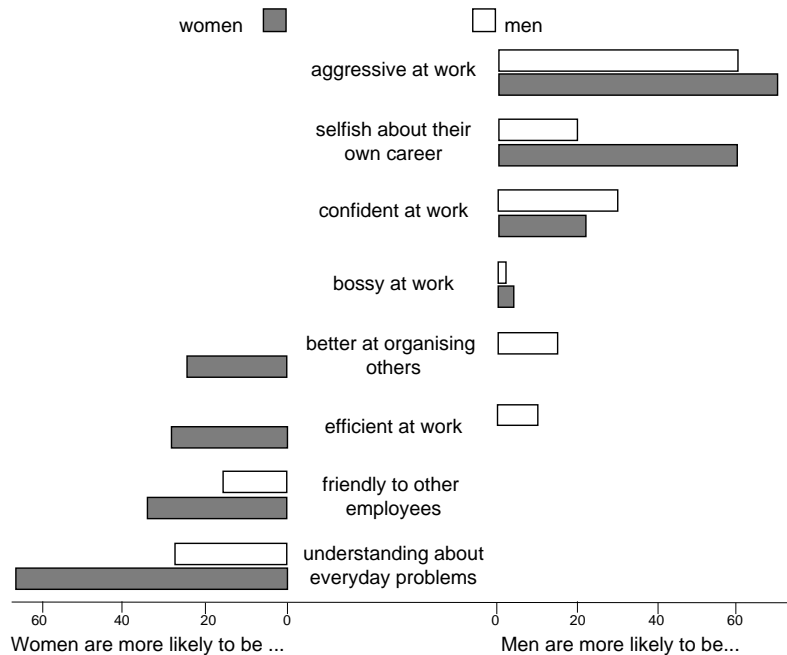 women
men
aggressive at work
selfish about their
own career
confident at work
bossy at work
better at organising
others
efficient at work
friendly to other
employees
understanding about
everyday problems
60 40 20 0
0 20 40 60
Women are more likely to be ...
Men are more likely to be...